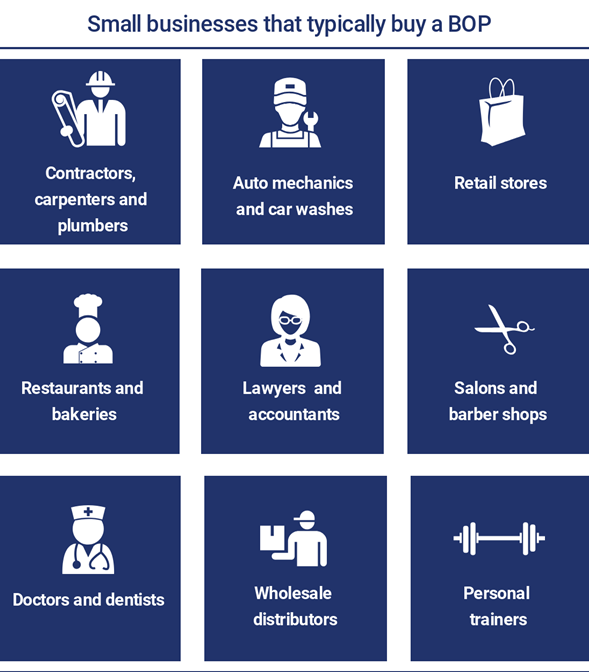 Small businesses that typically buy a BOP
Contractors,
carpenters and
plumbers
Auto mechanics
and car washes
Retail stores
Restaurants and
bakeries
Lawyers and
accountants
Salons and
barber shops
Doctors and dentists
Wholesale
distributors
Personal
trainers